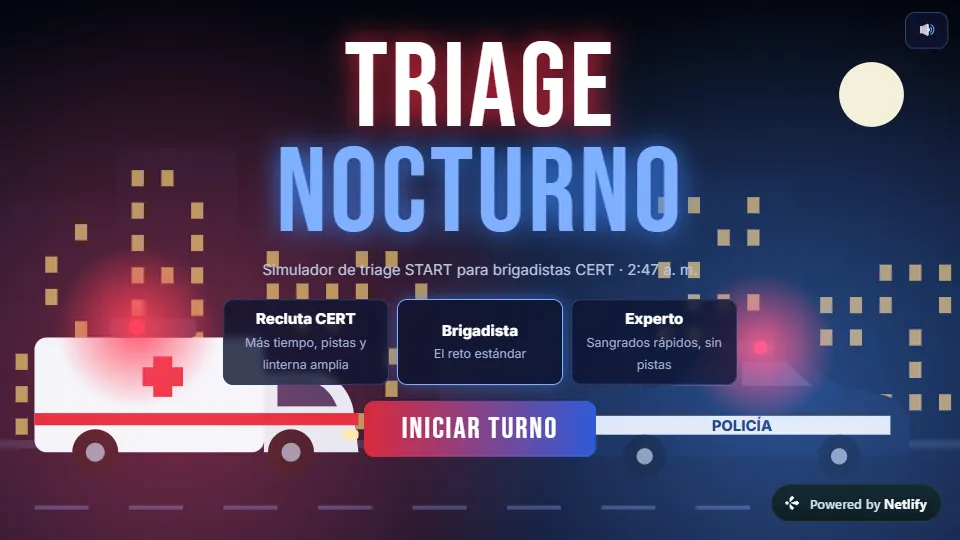 TRIAGE
NOCTURNO
Simulador de triage START para brigadistas CERT · 2:47 a. m.
Recluta CERT
Más tiempo, pistas y
linterna amplia
Brigadista
El reto estándar
Experto
Sangrados rápidos, sin
pistas
INICIAR TURNO
POLICÍA
Powered by Netlify